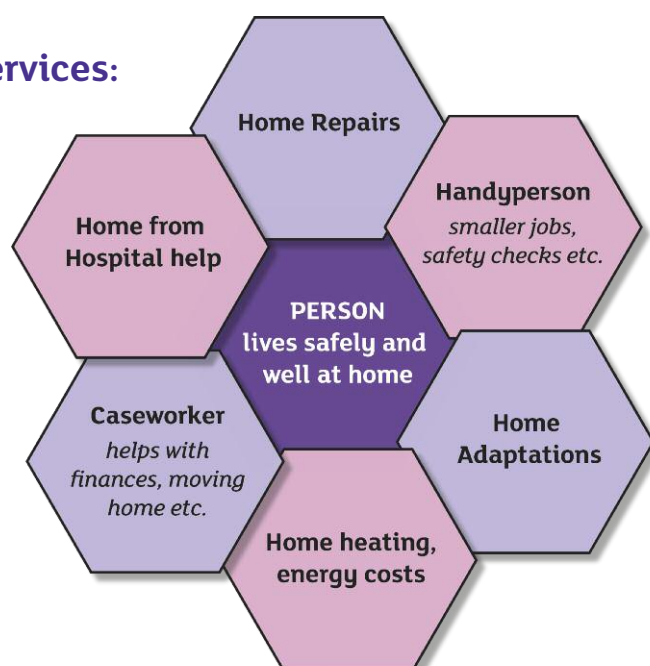 ervices:
Home Repairs
Handyperson
smaller jobs,
safety checks etc.
Home from
Hospital help
PERSON
lives safely and
well at home
Caseworker
helps with
finances, moving
home etc.
Home
Adaptations
Home heating,
energy costs